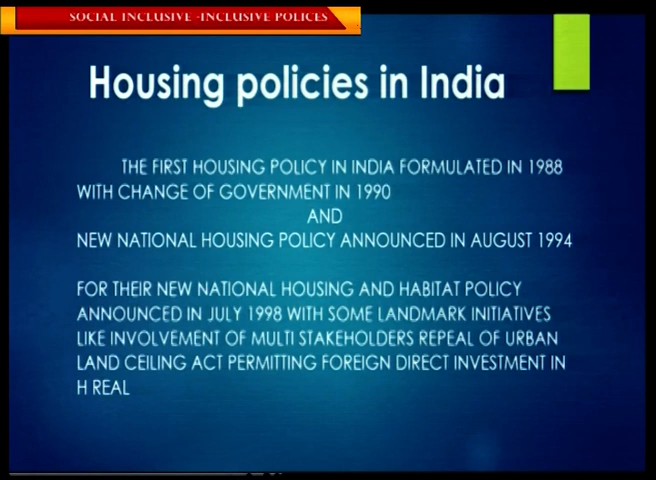 SOCIAL INCLUSIVE -INCLUSIVE POLICES
Housing policies in India
THE FIRST HOUSING POLICY IN INDIA FORMULATED IN 1988
WITH CHANGE OF GOVERNMENT IN 1990
AND
NEW NATIONAL HOUSING POLICY ANNOUNCED IN AUGUST 1994
FOR THEIR NEW NATIONAL HOUSING AND HABITAT POLICY
ANNOUNCED IN JULY 1998 WITH SOME LANDMARK INITIATIVES
LIKE INVOLVEMENT OF MULTI STAKEHOLDERS REPEAL OF URBAN
LAND CEILING ACT PERMITTING FOREIGN DIRECT INVESTMENT IN
H REAL